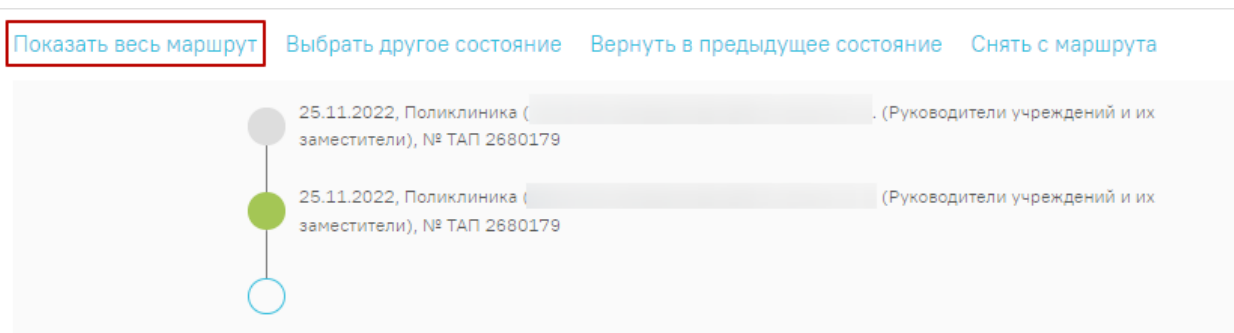 Показать весь маршрут Выбрать другое состояние Вернуть в предыдущее состояние Снять с маршрута
25.11.2022, Поликлиника ( . (Руководители учреждений и их
заместители), № ТАП 2680179
25.11.2022, Поликлиника ( (Руководители учреждений и их
заместители), № ТАП 2680179